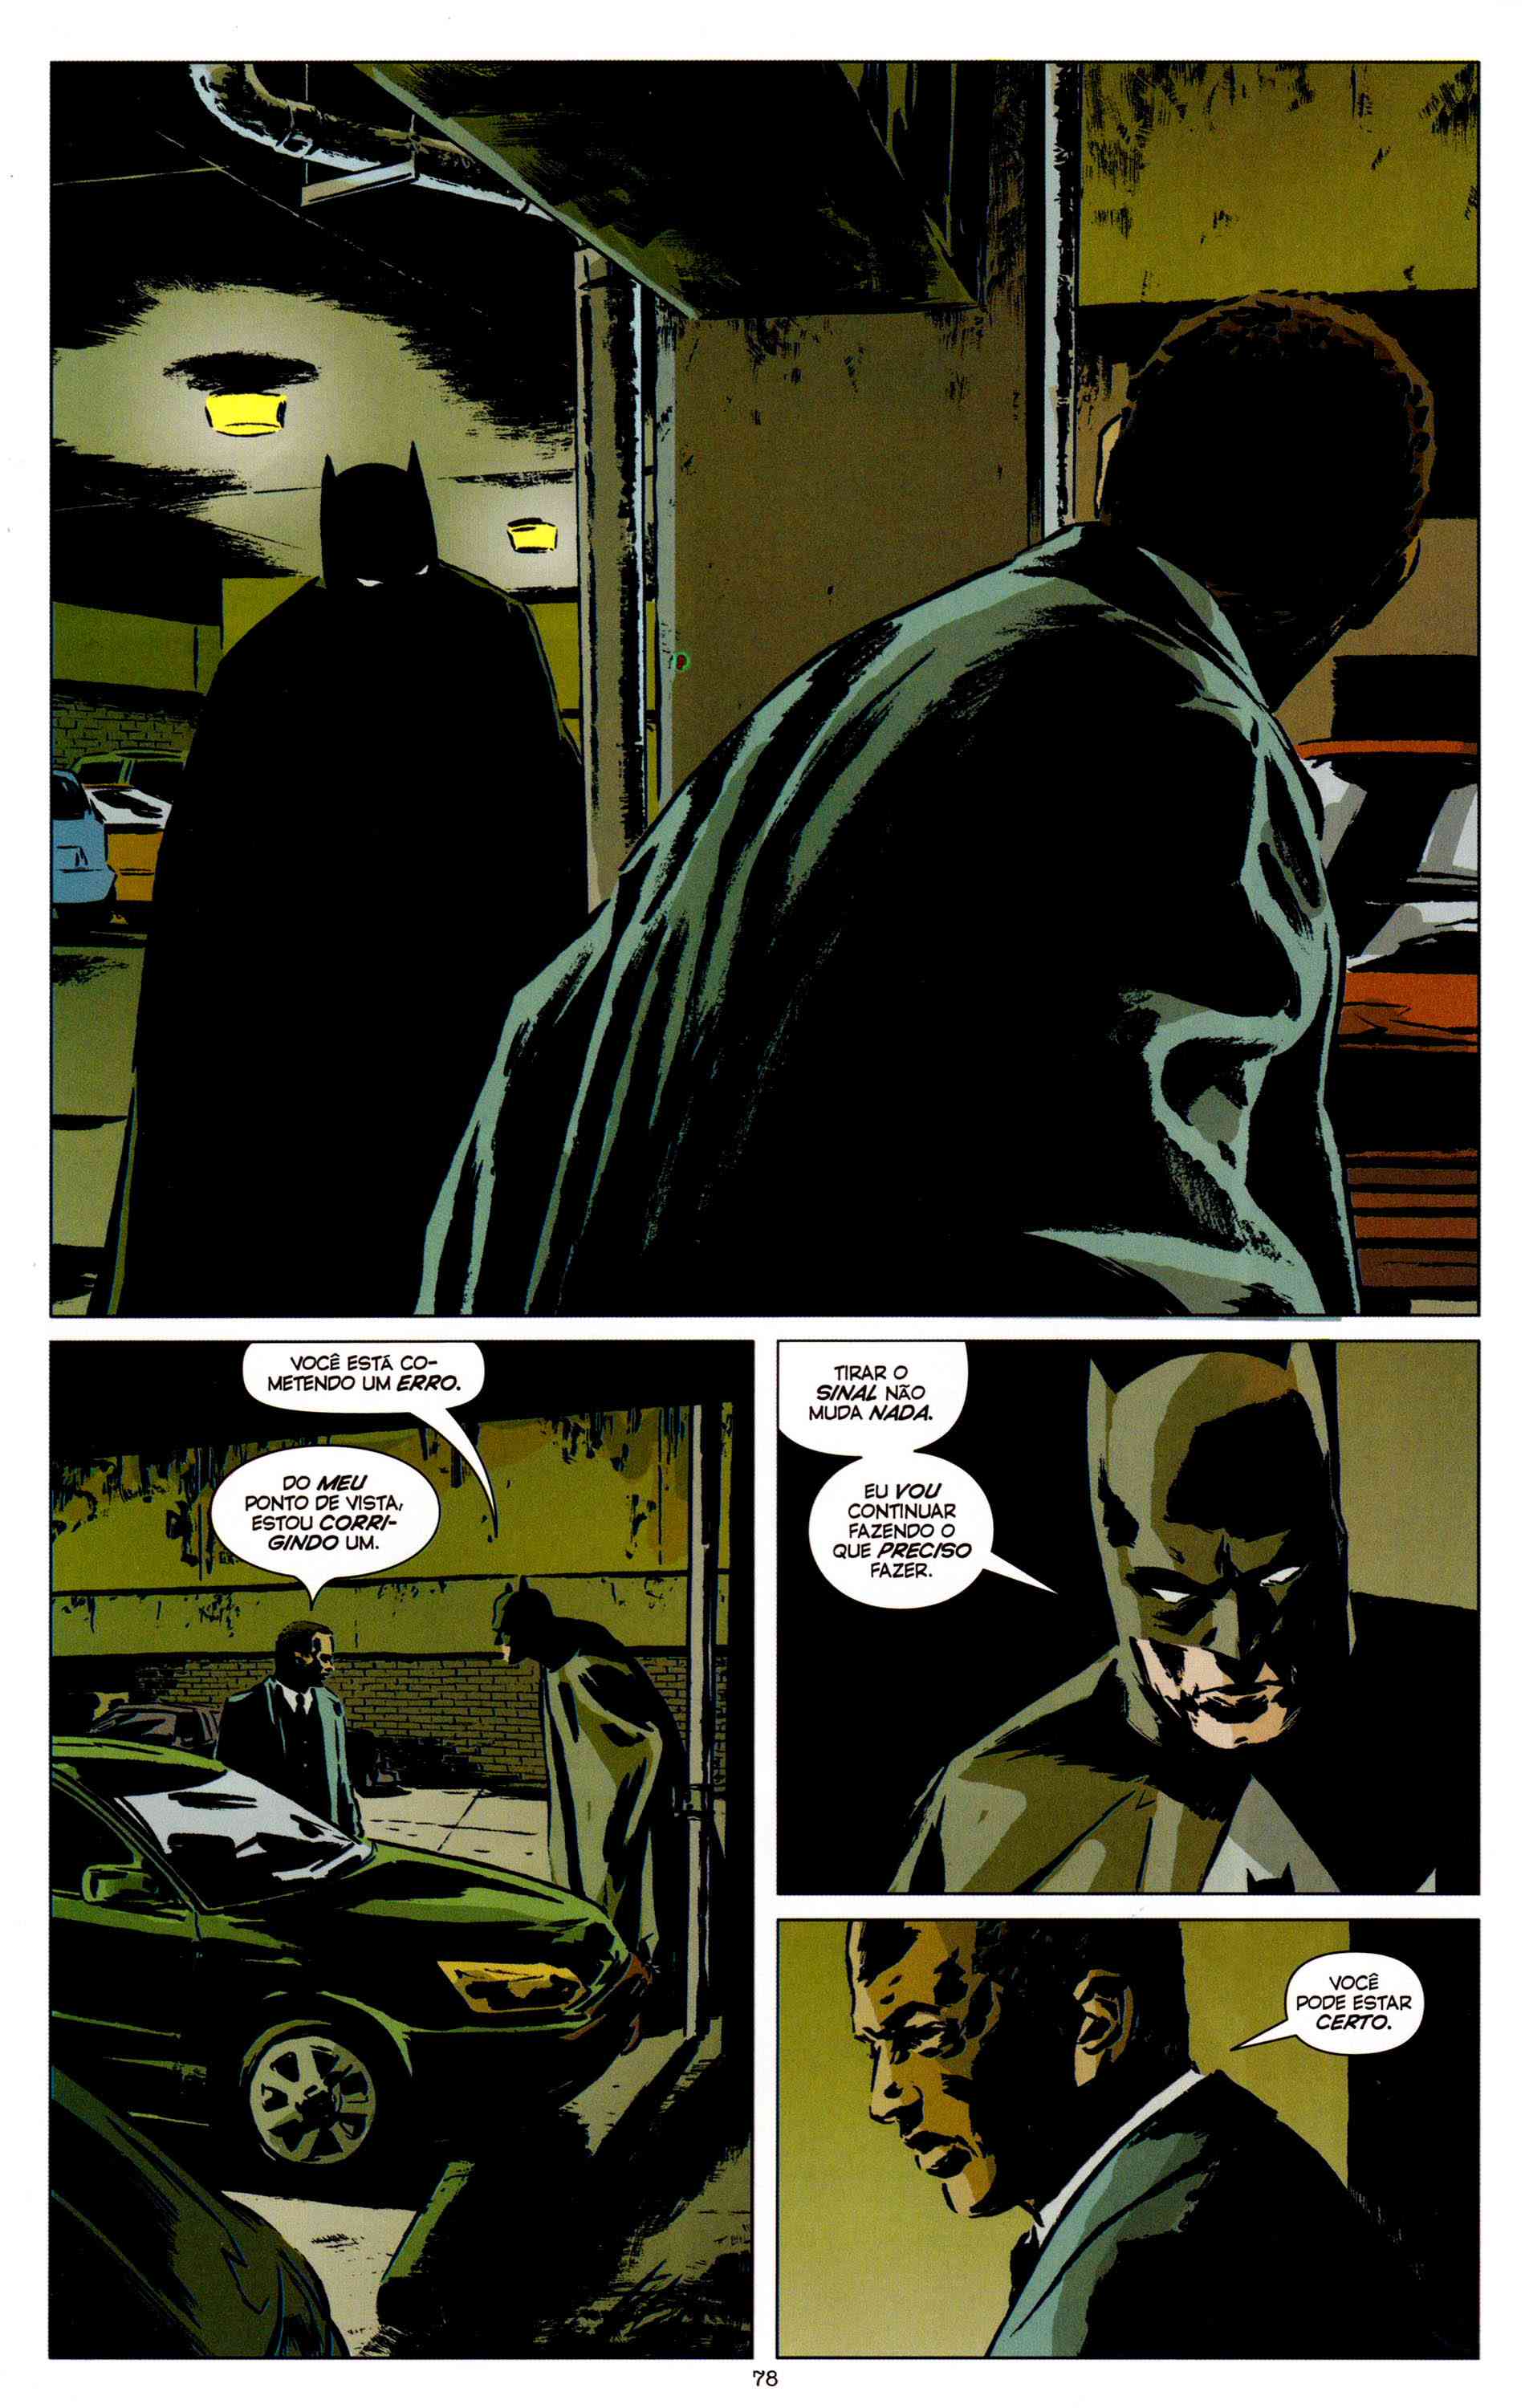 VOCÊ ESTÁ CO-
METENDO UM ERRO.
DO MEU
PONTO DE VISTA,
ESTOU CORRI-
GINDO UM.
TIRAR O
SINAL NÃO
MUDA NADA.
EU VOU
CONTINUAR
FAZENDO O
QUE PRECISO
FAZER.
VOCÊ
PODE ESTAR
CERTO.
78